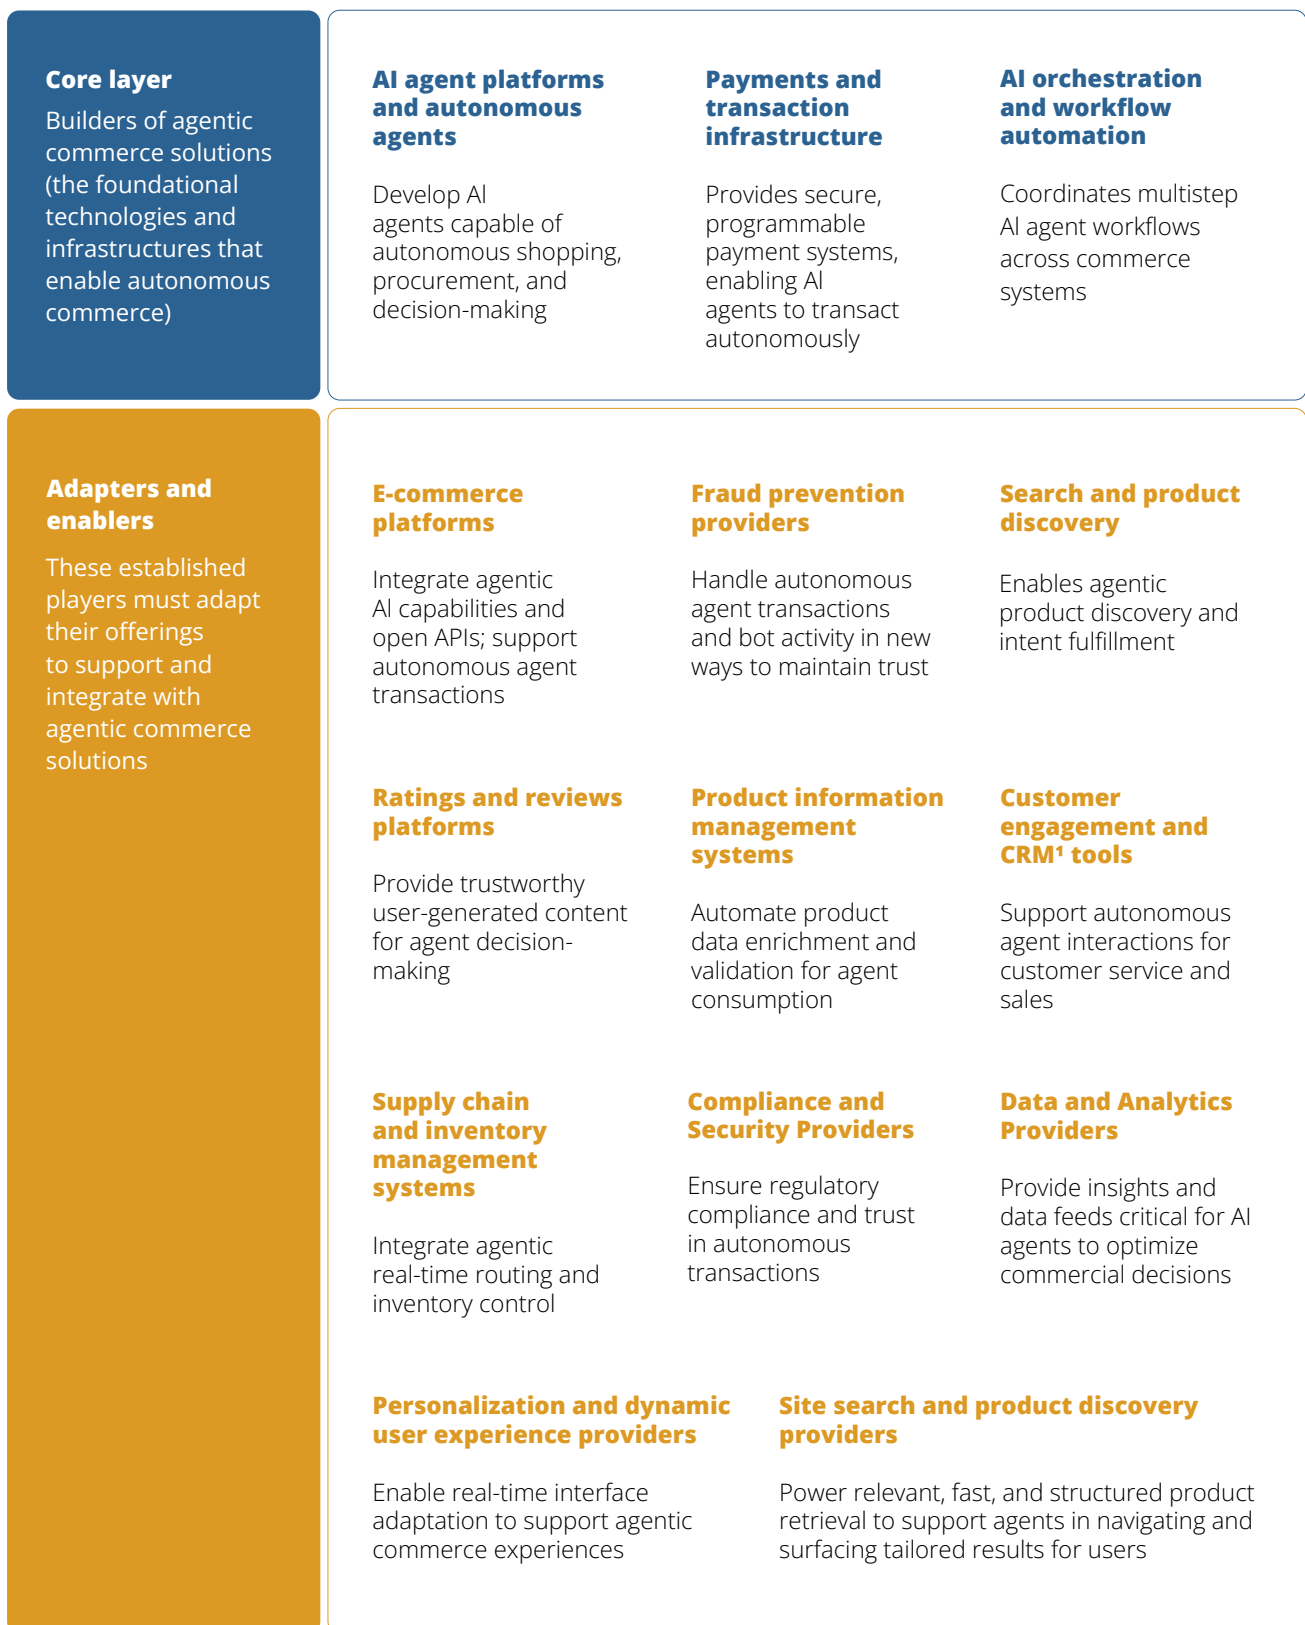 Core layer
Builders of agentic
commerce solutions
(the foundational
technologies and
infrastructures that
enable autonomous
commerce)
AI agent platforms
and autonomous
agents
Develop AI
agents capable of
autonomous shopping,
procurement, and
decision-making
Payments and
transaction
infrastructure
Provides secure,
programmable
payment systems,
enabling AI
agents to transact
autonomously
AI orchestration
and workflow
automation
Coordinates multistep
AI agent workflows
across commerce
systems
Adapters and
enablers
These established
players must adapt
their offerings
to support and
integrate with
agentic commerce
solutions
E-commerce
platforms
Integrate agentic
AI capabilities and
open APIs; support
autonomous agent
transactions
Fraud prevention
providers
Handle autonomous
agent transactions
and bot activity in new
ways to maintain trust
Search and product
discovery
Enables agentic
product discovery and
intent fulfillment
Ratings and reviews
platforms
Provide trustworthy
user-generated content
for agent decision-
making
Product information
management
systems
Automate product
data enrichment and
validation for agent
consumption
Customer
engagement and
CRM¹ tools
Support autonomous
agent interactions for
customer service and
sales
Supply chain
and inventory
management
systems
Integrate agentic
real-time routing and
inventory control
Compliance and
Security Providers
Ensure regulatory
compliance and trust
in autonomous
transactions
Data and Analytics
Providers
Provide insights and
data feeds critical for AI
agents to optimize
commercial decisions
Personalization and dynamic
user experience providers
Enable real-time interface
adaptation to support agentic
commerce experiences
Site search and product discovery
providers
Power relevant, fast, and structured product
retrieval to support agents in navigating and
surfacing tailored results for users